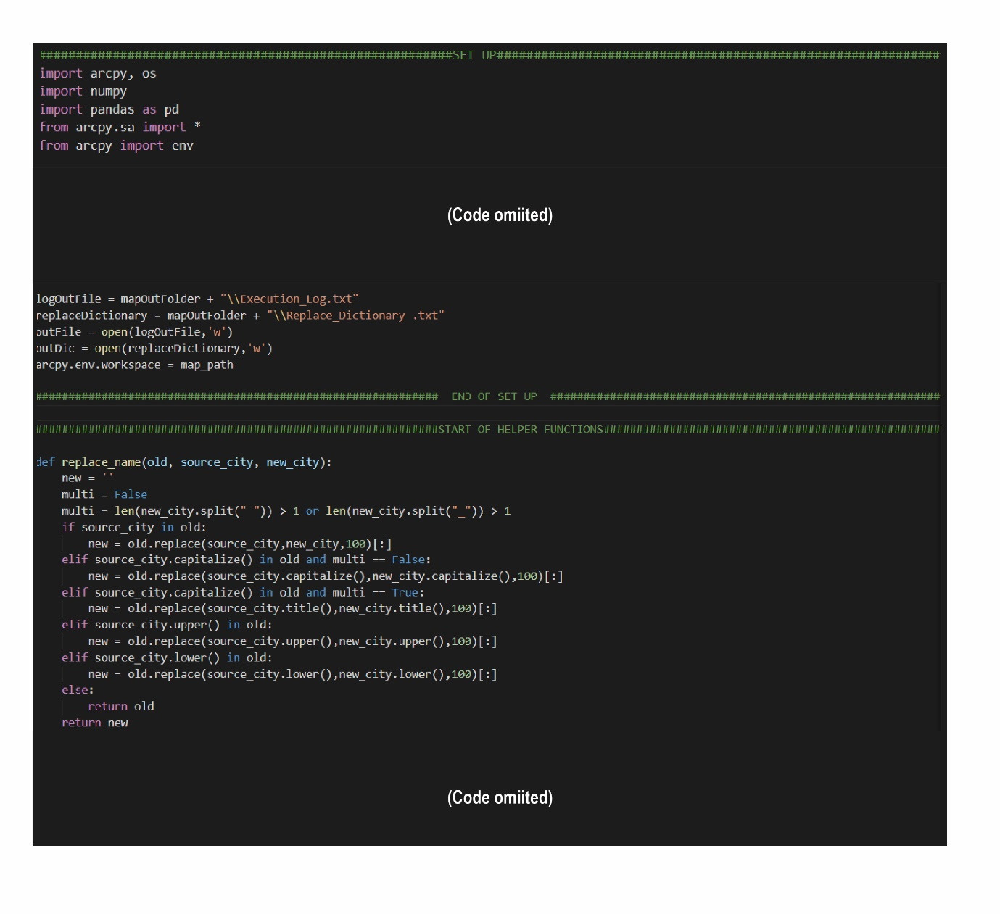 ########################################################SET UP############################################################
import arcpy, os
import numpy
import pandas as pd
from arcpy.sa import *
from arcpy import env
(Code omiited)
logOutFile = mapOutFolder + "\\Execution_Log.txt"
replaceDictionary = mapOutFolder + "\\Replace_Dictionary .txt"
outFile = open(logOutFile,'w')
outDic = open(replaceDictionary,'w')
arcpy.env.workspace = map_path
#############################################################  END OF SET UP  ###########################################################
#############################################################START OF HELPER FUNCTIONS###################################################
def replace_name(old, source_city, new_city):
    new = ''
    multi = False
    multi = len(new_city.split(" ")) > 1 or len(new_city.split("_")) > 1
    if source_city in old:
        new = old.replace(source_city,new_city,100)[:]
    elif source_city.capitalize() in old and multi == False:
        new = old.replace(source_city.capitalize(),new_city.capitalize(),100)[:]
    elif source_city.capitalize() in old and multi == True:
        new = old.replace(source_city.title(),new_city.title(),100)[:]
    elif source_city.upper() in old:
        new = old.replace(source_city.upper(),new_city.upper(),100)[:]
    elif source_city.lower() in old:
        new = old.replace(source_city.lower(),new_city.lower(),100)[:]
    else:
        return old
    return new
(Code omiited)